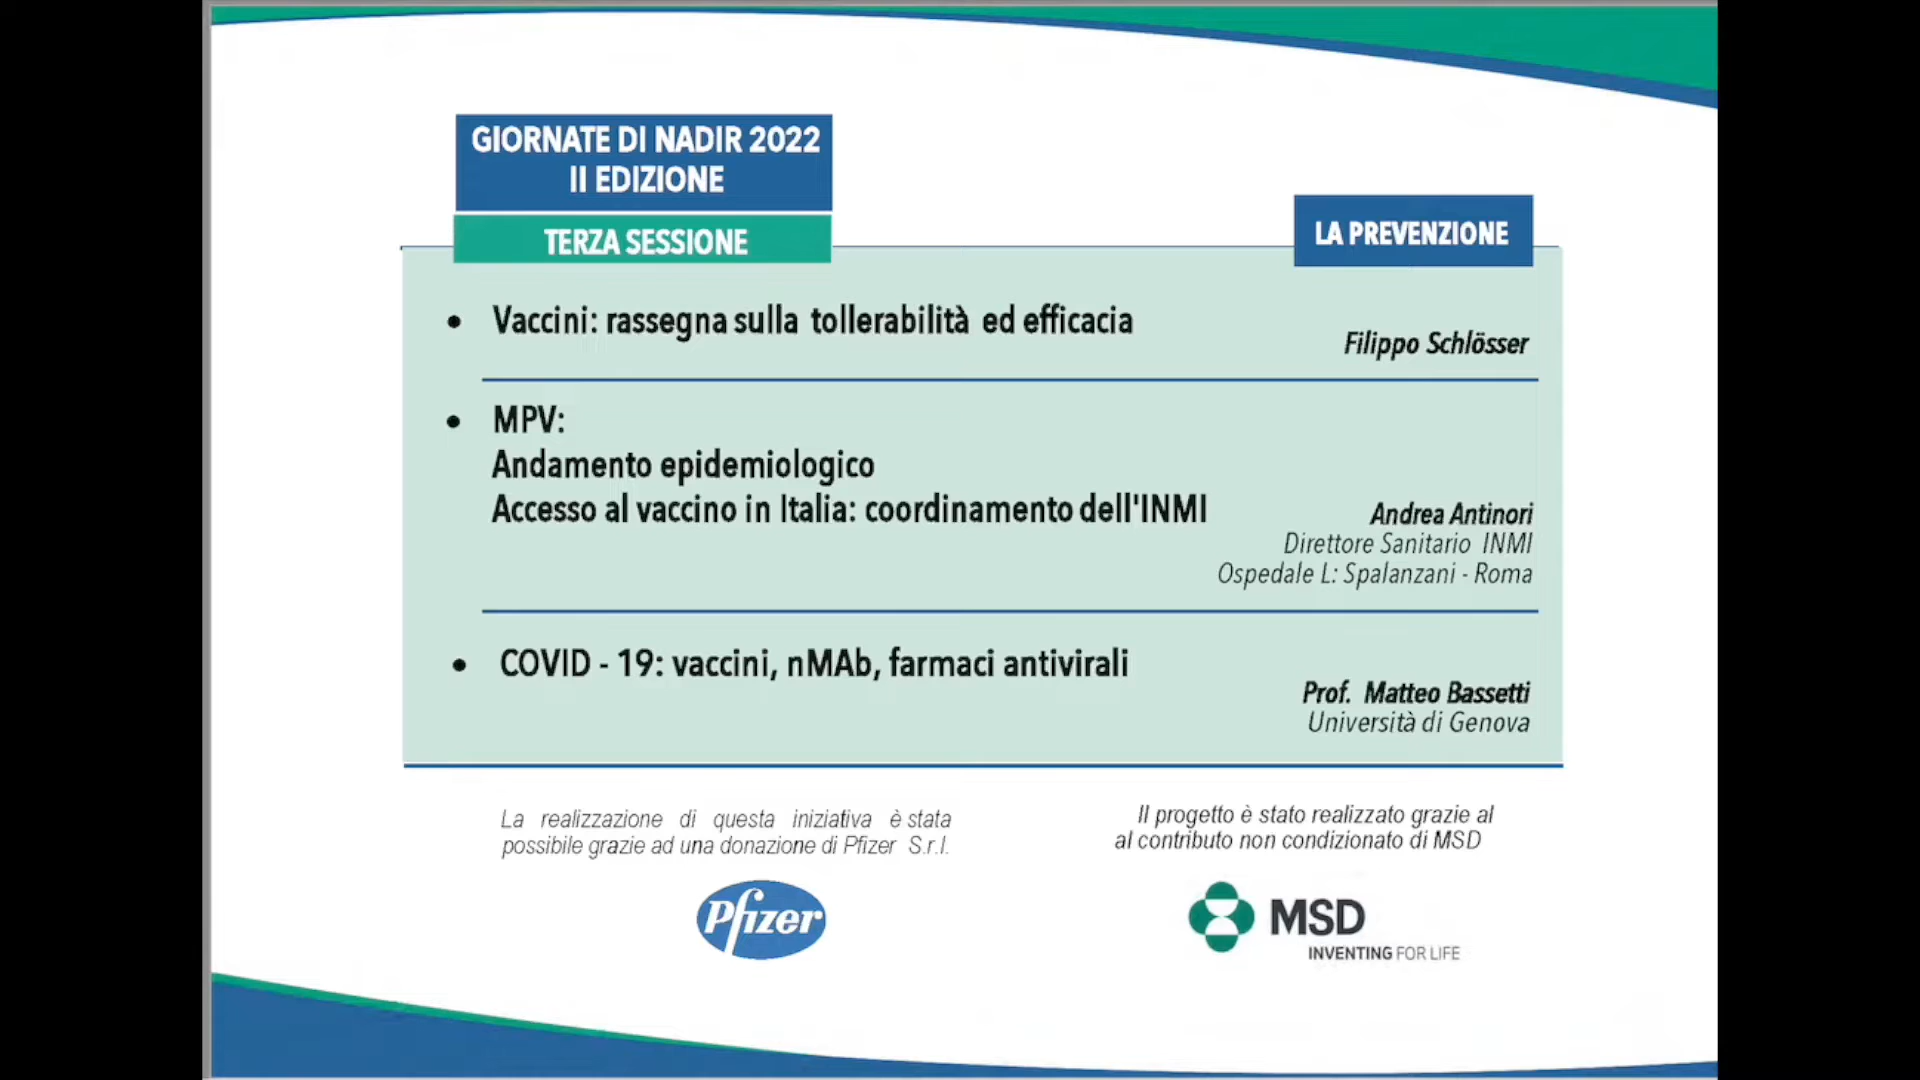 GIORNATE DI NADIR 2022
II EDIZIONE
TERZA SESSIONE
LA PREVENZIONE
• Vaccini: rassegna sulla tollerabilità ed efficacia
Filippo Schlösser
• MPV:
Andamento epidemiologico
Accesso al vaccino in Italia: coordinamento dell'INMI
Andrea Antinori
Direttore Sanitario INMI
Ospedale L: Spalanzani - Roma
• COVID - 19: vaccini, nMAb, farmaci antivirali
Prof. Matteo Bassetti
Università di Genova
La realizzazione di questa iniziativa è stata
possibile grazie ad una donazione di Pfizer S.r.l.
Pfizer
Il progetto è stato realizzato grazie al
al contributo non condizionato di MSD
MSD
INVENTING FOR LIFE